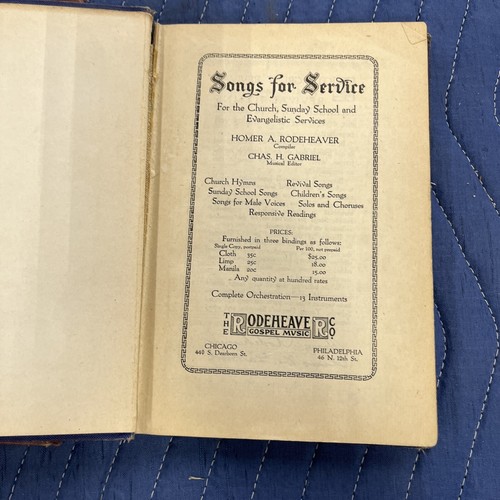 Songs for Service
For the Church, Sunday School and
Evangelistic Services
HOMER A. RODEHEAVER
Compiler
CHAS. H. GABRIEL
Musical Editor
Church Hymns Revival Songs
Sunday School Songs Children's Songs
Songs for Male Voices Solos and Choruses
Responsive Readings
PRICES:
Furnished in three bindings as follows:
Single Copy, postpaid Per 100, not prepaid
Cloth 35c $25.00
Limp 25c 18.00
Manila 20c 15.00
Any quantity at hundred rates
Complete Orchestration—13 Instruments
THE RODEHEAVER CO.
GOSPEL MUSIC
CHICAGO PHILADELPHIA
440 S. Dearborn St. 46 N. 12th St.